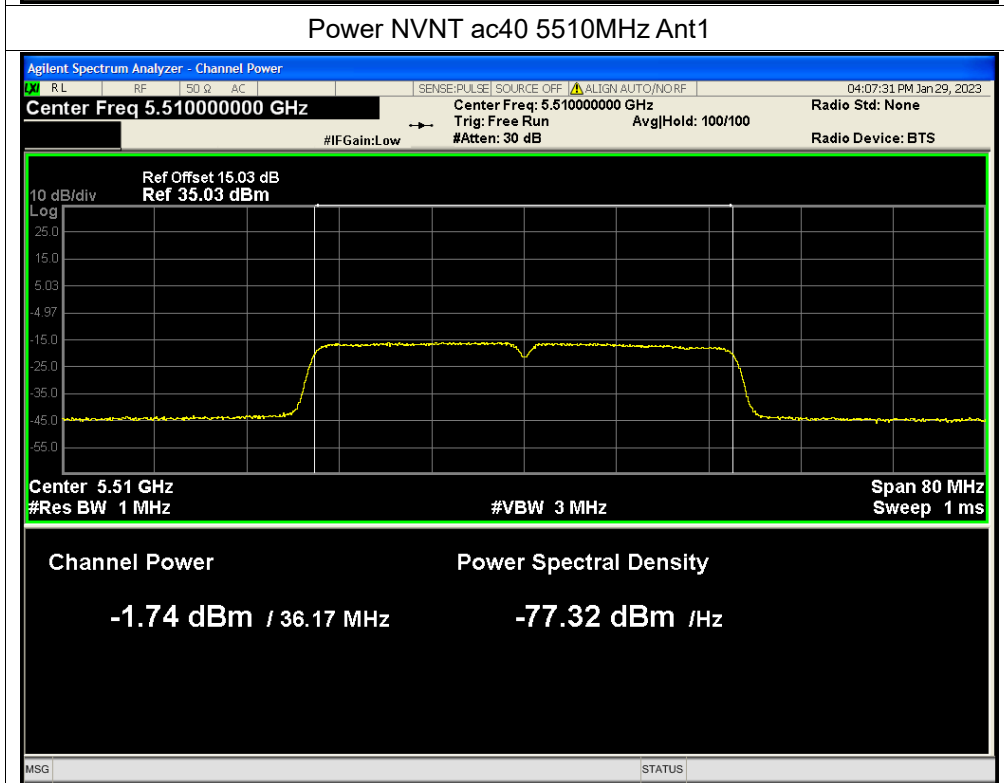 Power NVNT ac40 5510MHz Ant1
Agilent Spectrum Analyzer - Channel Power
LXI RL RF 50 Ω AC SENSE:PULSE SOURCE OFF ALIGN AUTO/NO RF 04:07:31 PM Jan 29, 2023
Center Freq 5.510000000 GHz Center Freq: 5.510000000 GHz Radio Std: None
Trig: Free Run Avg|Hold: 100/100
#IFGain:Low #Atten: 30 dB Radio Device: BTS
Ref Offset 15.03 dB
10 dB/div Ref 35.03 dBm
Log
25.0
15.0
5.03
-4.97
-15.0
-25.0
-35.0
-45.0
-55.0
Center 5.51 GHz Span 80 MHz
#Res BW 1 MHz #VBW 3 MHz Sweep 1 ms
Channel Power Power Spectral Density
-1.74 dBm / 36.17 MHz -77.32 dBm /Hz
MSG STATUS